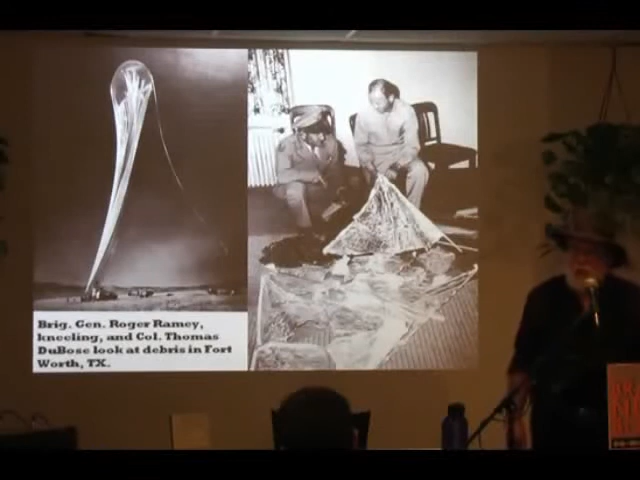 Brig. Gen. Roger Ramey,
kneeling, and Col. Thomas
DuBose look at debris in Fort
Worth, TX.